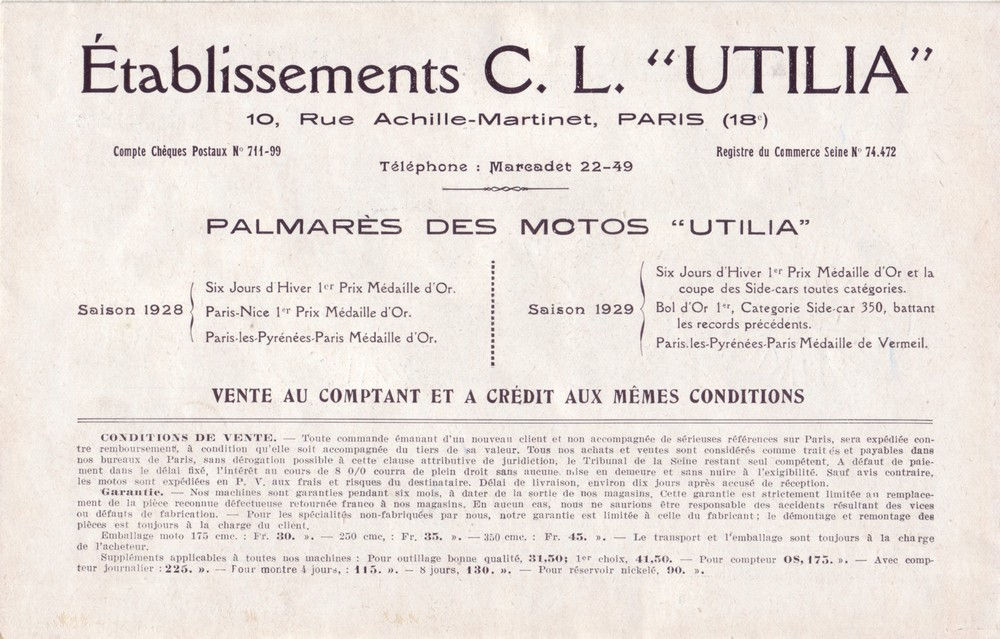 Établissements C. L. “UTILIA”
10, Rue Achille-Martinet, PARIS (18ᵉ)
Compte Chèques Postaux N° 711-99
Registre du Commerce Seine N° 74.472
Téléphone : Marcadet 22-49
PALMARÈS DES MOTOS “UTILIA”
Saison 1928
Six Jours d'Hiver 1ᵉʳ Prix Médaille d'Or.
Paris-Nice 1ᵉʳ Prix Médaille d'Or.
Paris-les-Pyrénées-Paris Médaille d'Or.
Saison 1929
Six Jours d'Hiver 1ᵉʳ Prix Médaille d'Or et la
coupe des Side-cars toutes catégories.
Bol d'Or 1ᵉʳ, Categorie Side-car 350, battant
les records précédents.
Paris.les-Pyrénées-Paris Médaille de Vermeil.
VENTE AU COMPTANT ET A CRÉDIT AUX MÊMES CONDITIONS
CONDITIONS DE VENTE. — Toute commande émanant d'un nouveau client et non accompagnée de sérieuses références sur Paris, sera expédiée con-
tre remboursement, à condition qu'elle soit accompagné du tiers de sa valeur. Tous nos achats et ventes sont considérés comme traités et payables dans
nos bureaux de Paris, sans dérogation possible à cette clause attributive de juridiction, le Tribunal de la Seine restant seul compétent. A défaut de paie-
ment dans le délai fixé, l'intérêt au cours de 8 0/0 courra de plein droit sans aucune mise en demeure et sans nuire à l'exigibilité. Sauf avis contraire,
les motos sont expédiées en P. V. aux frais et risques du destinataire. Délai de livraison, environ dix jours après accusé de réception.
Garantie. — Nos machines sont garanties pendant six mois, à dater de la sortie de nos magasins. Cette garantie est strictement limitée au remplace-
ment de la pièce reconnue défectueuse retournée franco à nos magasins. En aucun cas, nous ne saurions être responsable des accidents résultant des vices
ou défauts de fabrication. — Pour les spécialités non-fabriquées par nous, notre garantie est limitée à celle du fabricant; le démontage et remontage des
pièces est toujours à la charge du client.
Emballage moto 175 cmc. : Fr. 30. ». — 250 cmc, : Fr. 35. ». — 350 cmc. : Fr. 45. ». — Le transport et l'emballage sont toujours à la charge
de l'acheteur.
Suppléments applicables à toutes nos machines : Pour outillage bonne qualité, 31,50; 1ᵉʳ choix, 41,50. — Pour compteur OS, 175. ». — Avec comp-
teur journalier : 225. ». — Pour montre 4 jours, : 115. ». — 8 jours, 130. ». — Pour réservoir nickelé, 90. ».